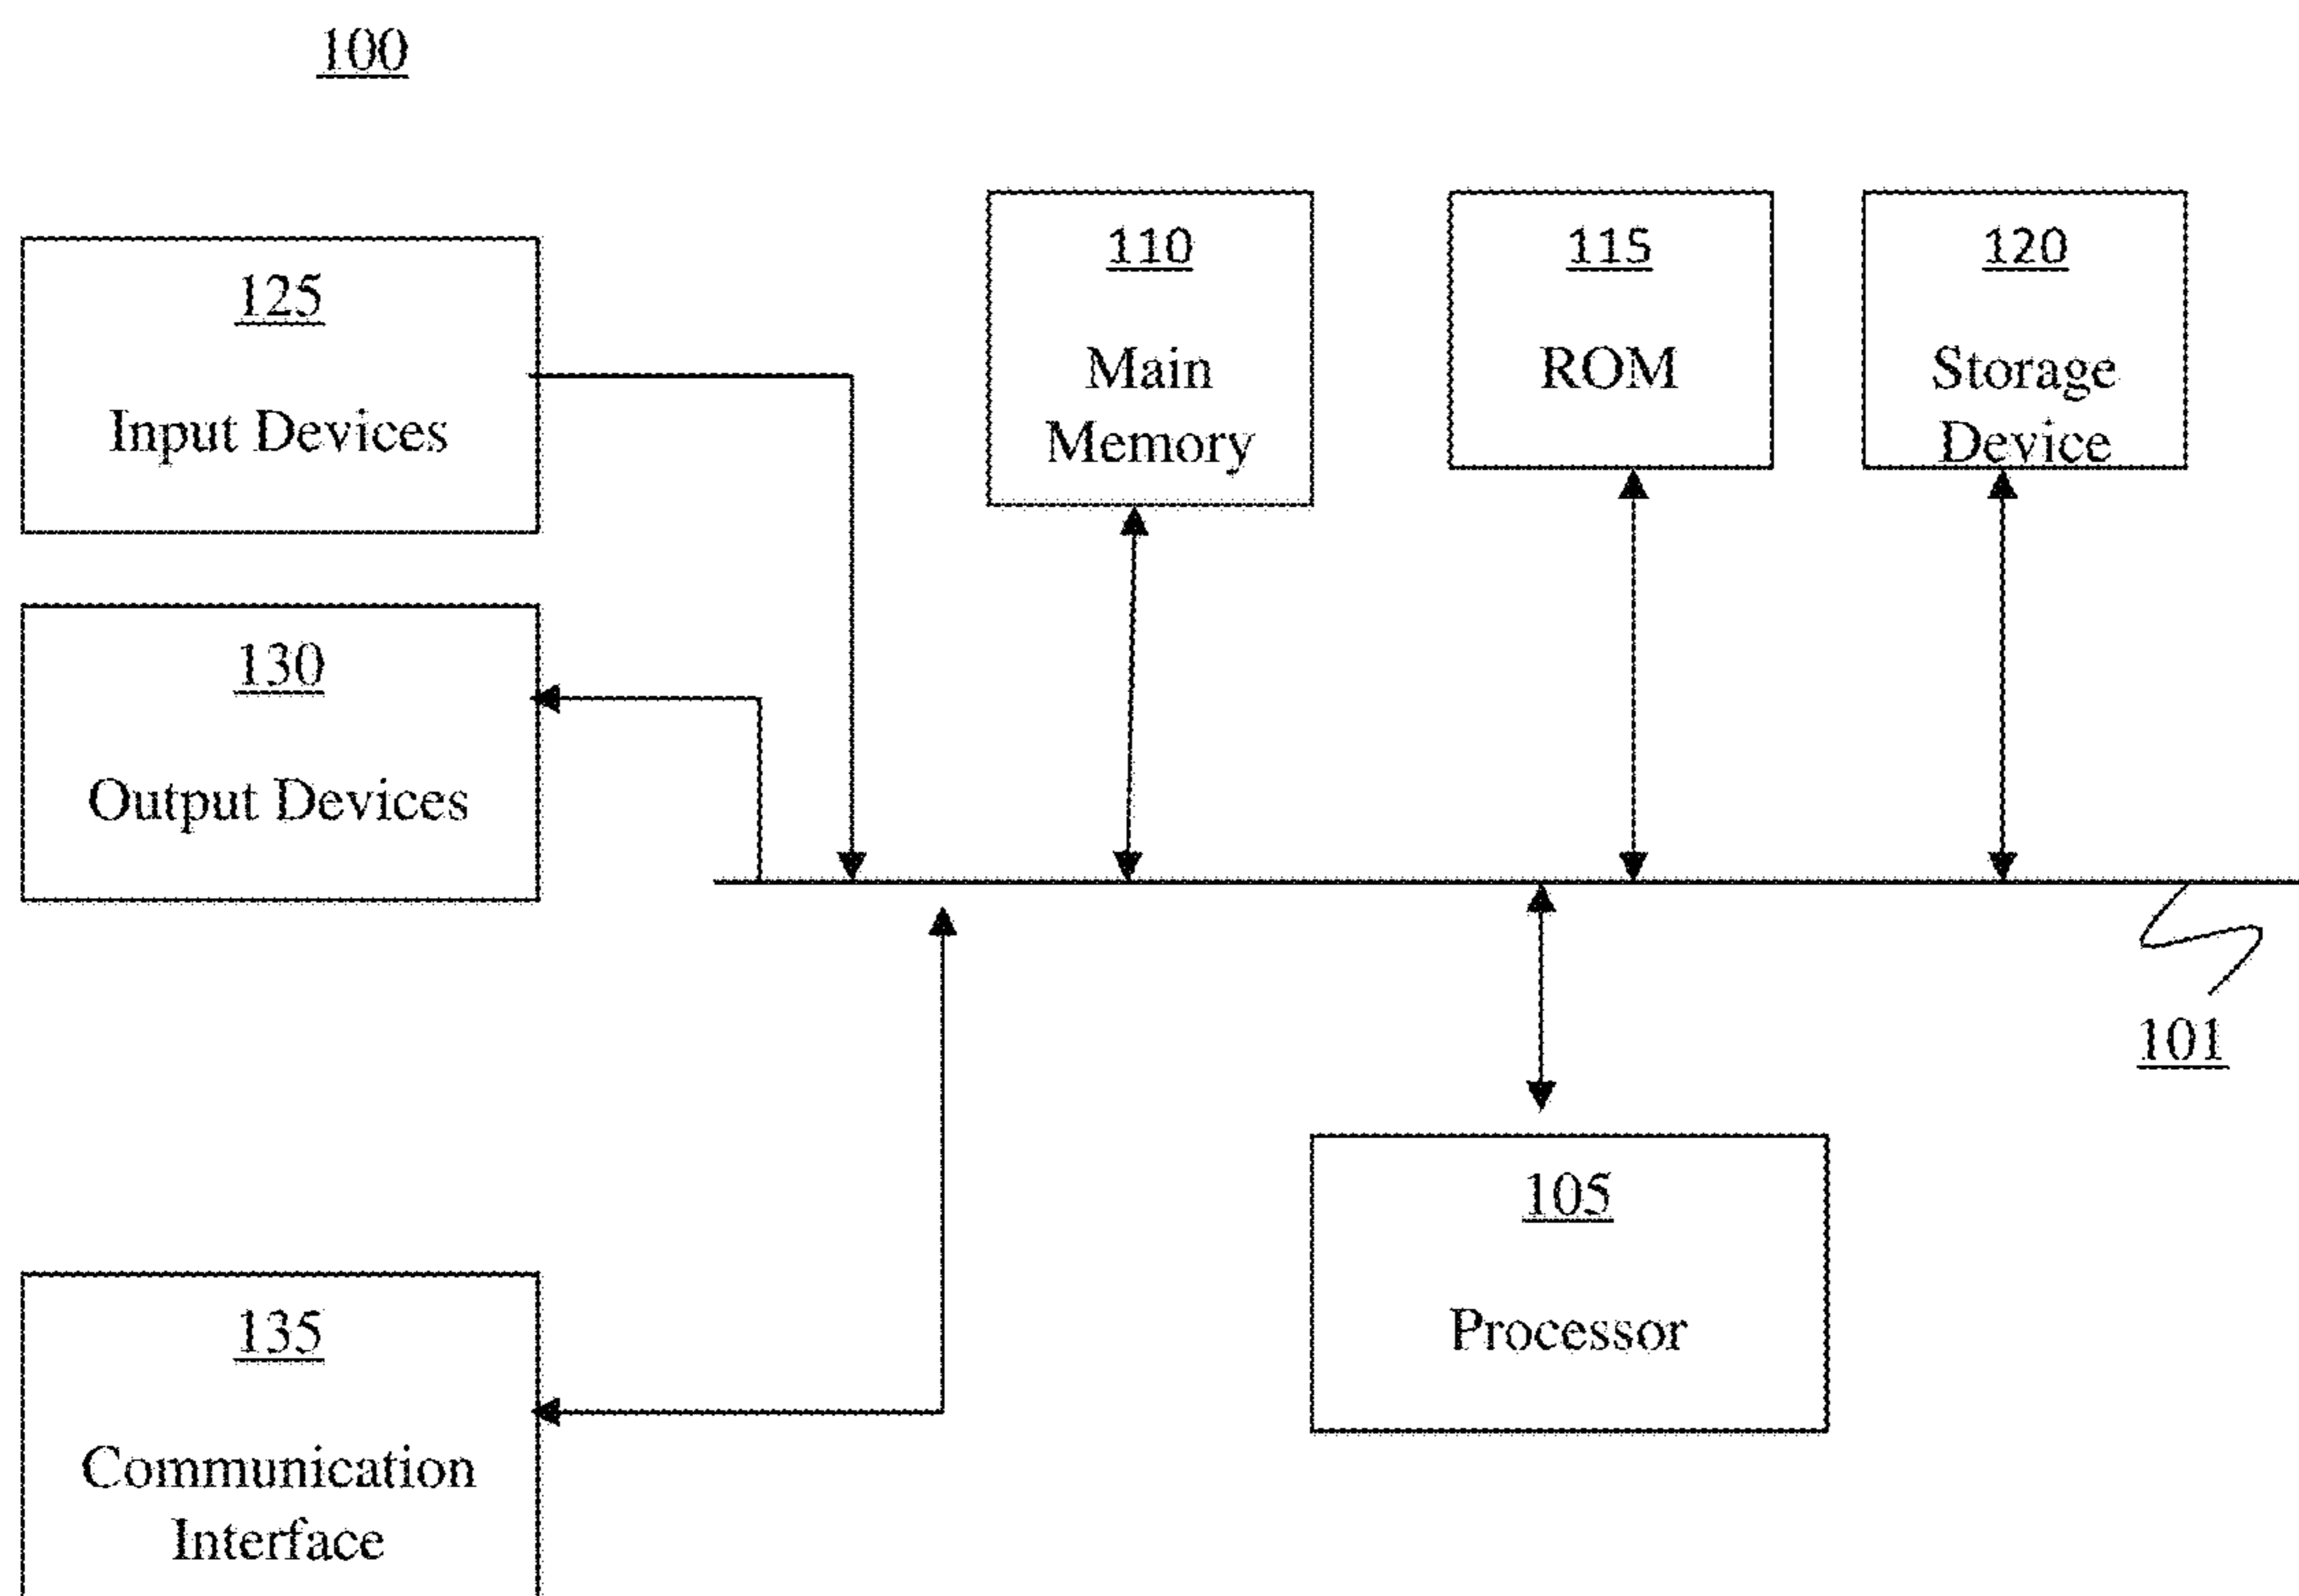 100
125
Input Devices
110
Main
Memory
115
ROM
120
Storage
Device
130
Output Devices
101
105
Processor
135
Communication
Interface